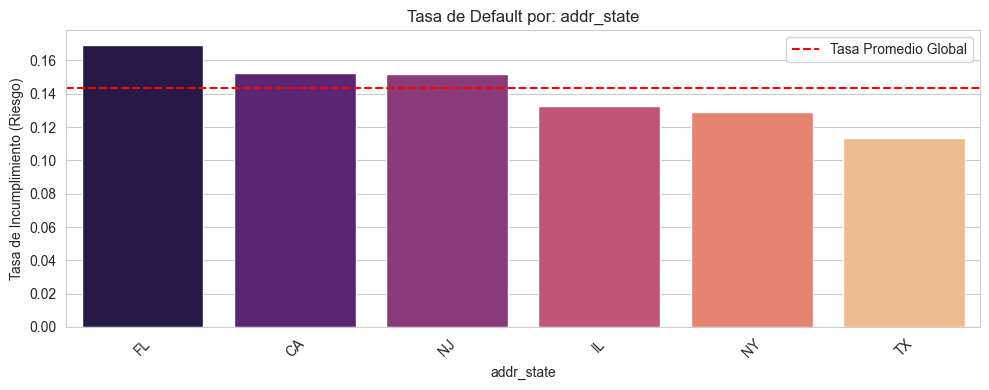 Tasa de Default por: addr_state
Tasa Promedio Global
Tasa de Incumplimiento (Riesgo)
0.16
0.14
0.12
0.10
0.08
0.06
0.04
0.02
0.00
FL
CA
NJ
IL
NY
TX
addr_state